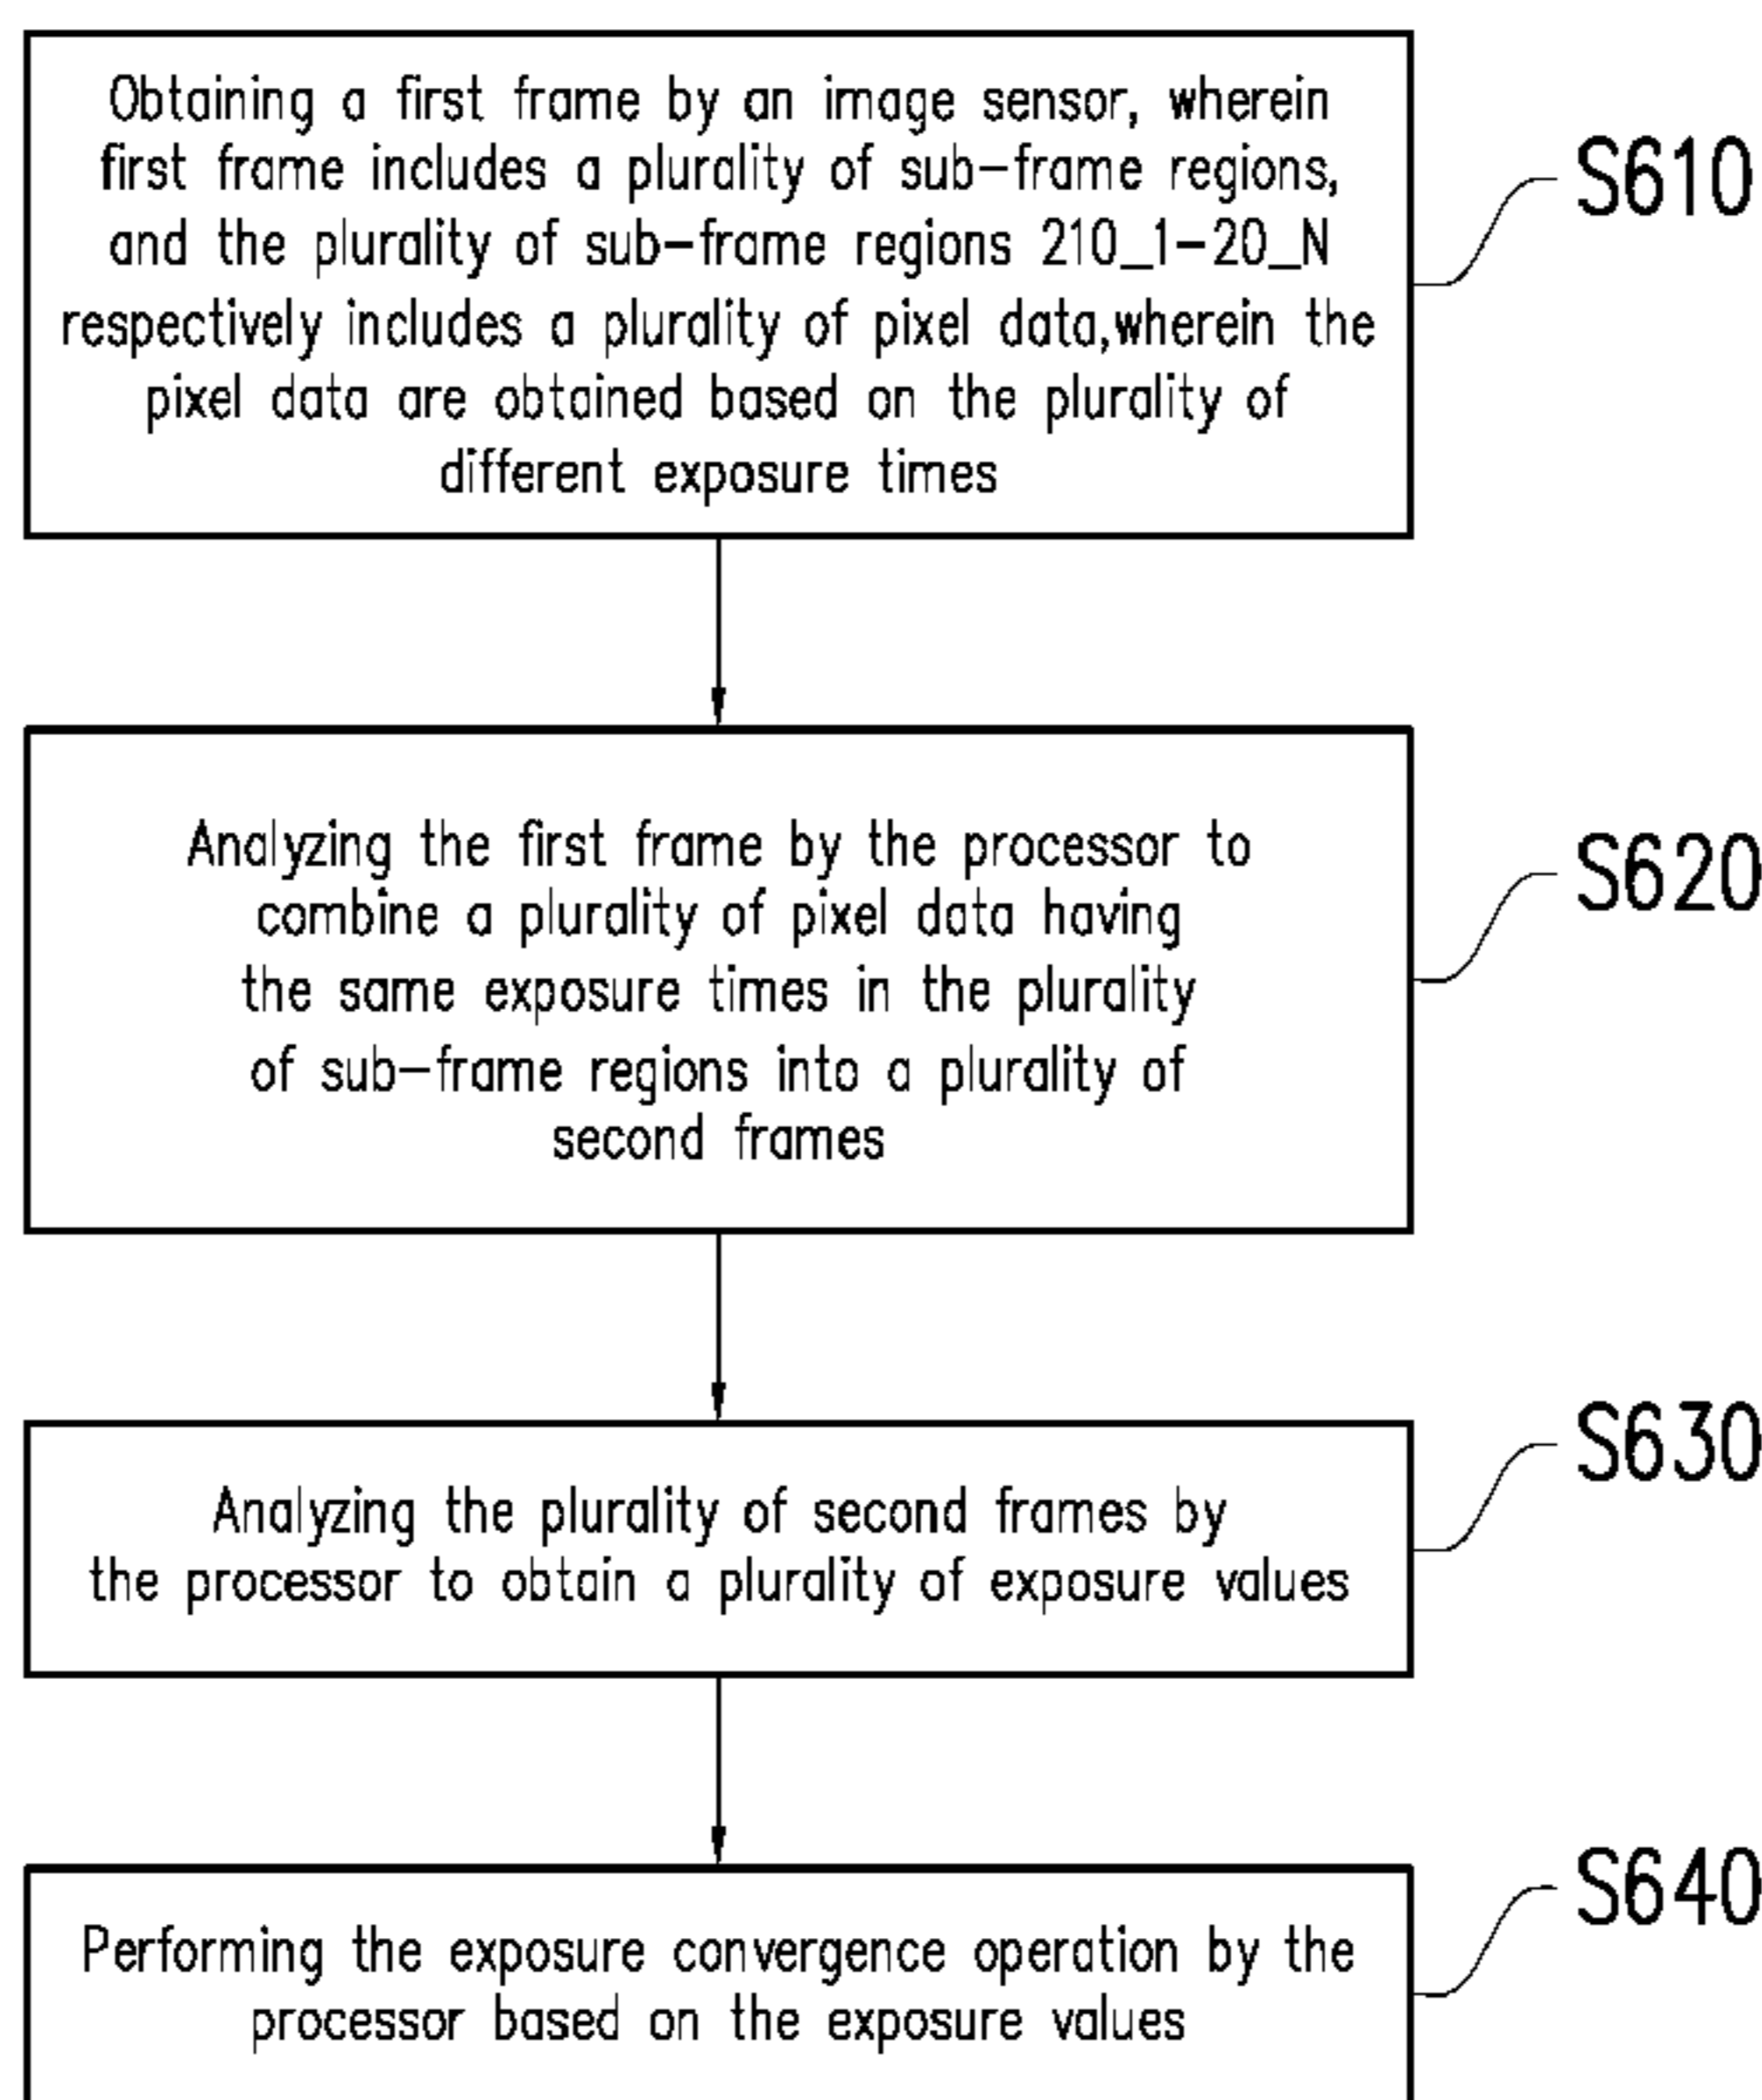 Obtaining a first frame by an image sensor, wherein
first frame includes a plurality of sub-frame regions,
and the plurality of sub-frame regions 210_1-20_N
respectively includes a plurality of pixel data,wherein the
pixel data are obtained based on the plurality of
different exposure times
S610
Analyzing the first frame by the processor to
combine a plurality of pixel data having
the same exposure times in the plurality
of sub-frame regions into a plurality of
second frames
S620
Analyzing the plurality of second frames by
the processor to obtain a plurality of exposure values
S630
Performing the exposure convergence operation by the
processor based on the exposure values
S640